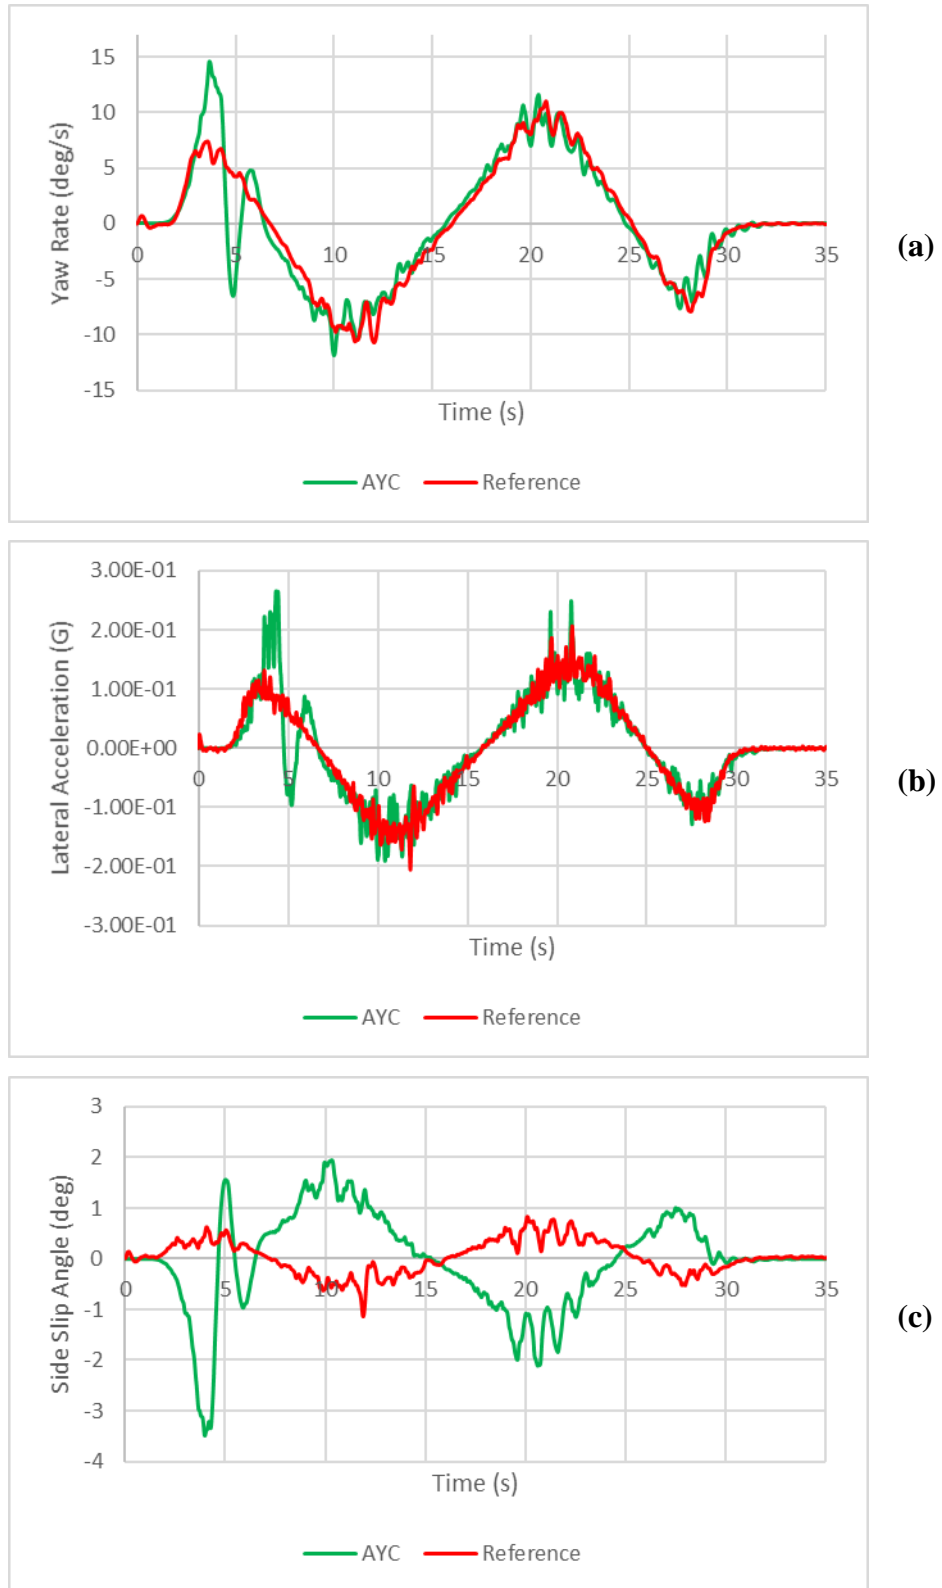 15
10
5
0
-5
-10
-15
0 5 10 15 20 25 30 35
Yaw Rate (deg/s)
Time (s)
AYC Reference
(a)
3.00E-01
2.00E-01
1.00E-01
0.00E+00
-1.00E-01
-2.00E-01
-3.00E-01
0 5 10 15 20 25 30 35
Lateral Acceleration (G)
Time (s)
AYC Reference
(b)
3
2
1
0
-1
-2
-3
-4
0 5 10 15 20 25 30 35
Side Slip Angle (deg)
Time (s)
AYC Reference
(c)